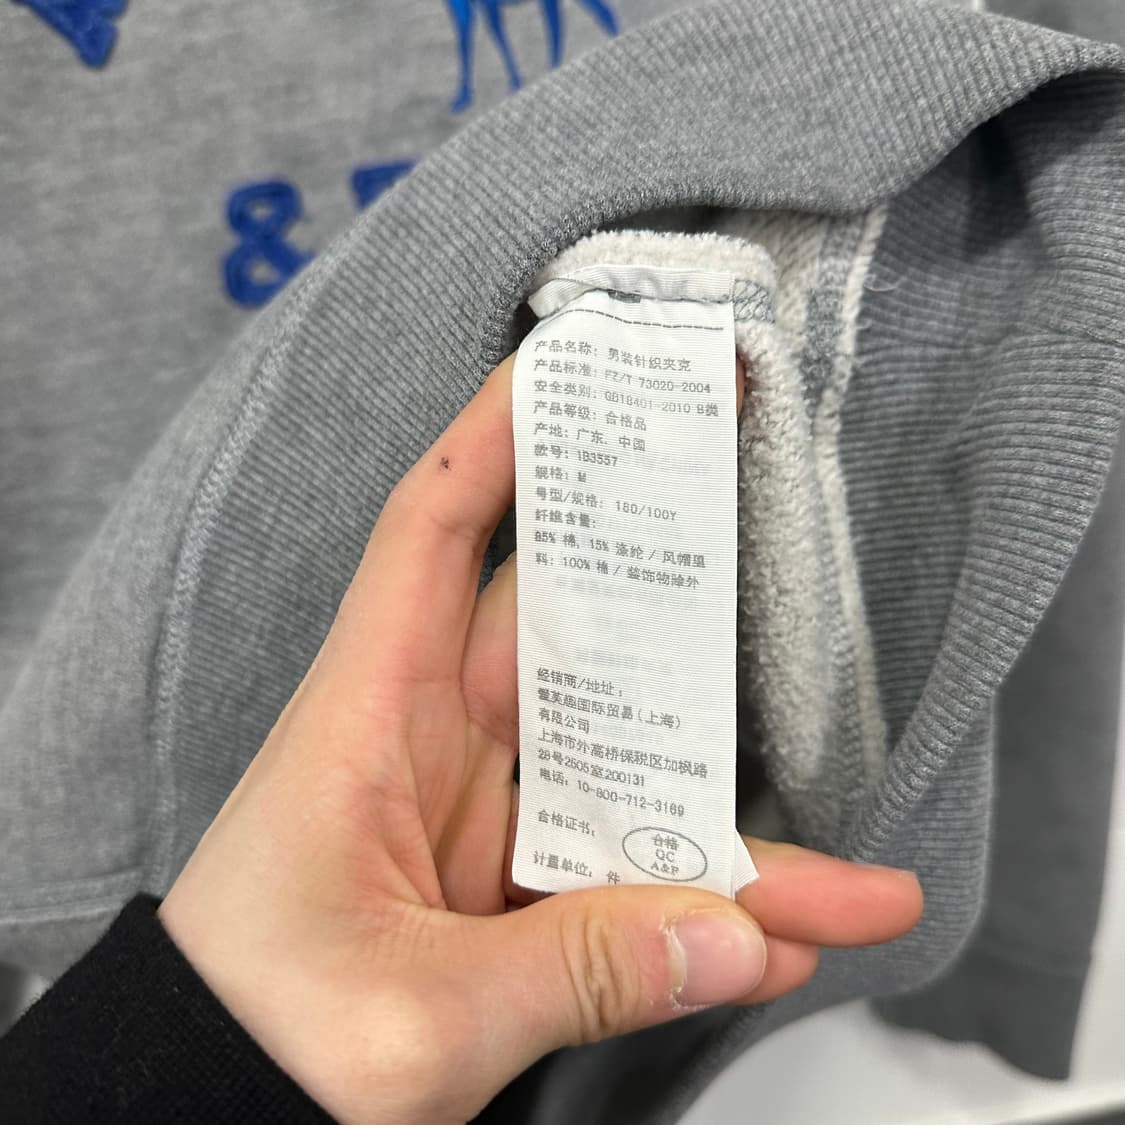 &
产品名称：男装针织夹克
产品标准：FZ/T 73020-2004
安全类别：GB18401-2010 B类
产品等级：合格品
产地：广东、中国
款号：1B3557
规格：M
号型/规格：180/100Y
纤维含量：
85% 棉，15% 涤纶 / 风帽里
料：100% 棉 / 装饰物除外
经销商/地址：
爱芙趣国际贸易（上海）
有限公司
上海市外高桥保税区加枫路
28号2605室200131
电话：10-800-712-3169
合格证书：
合格
QC
A&F
计量单位：件